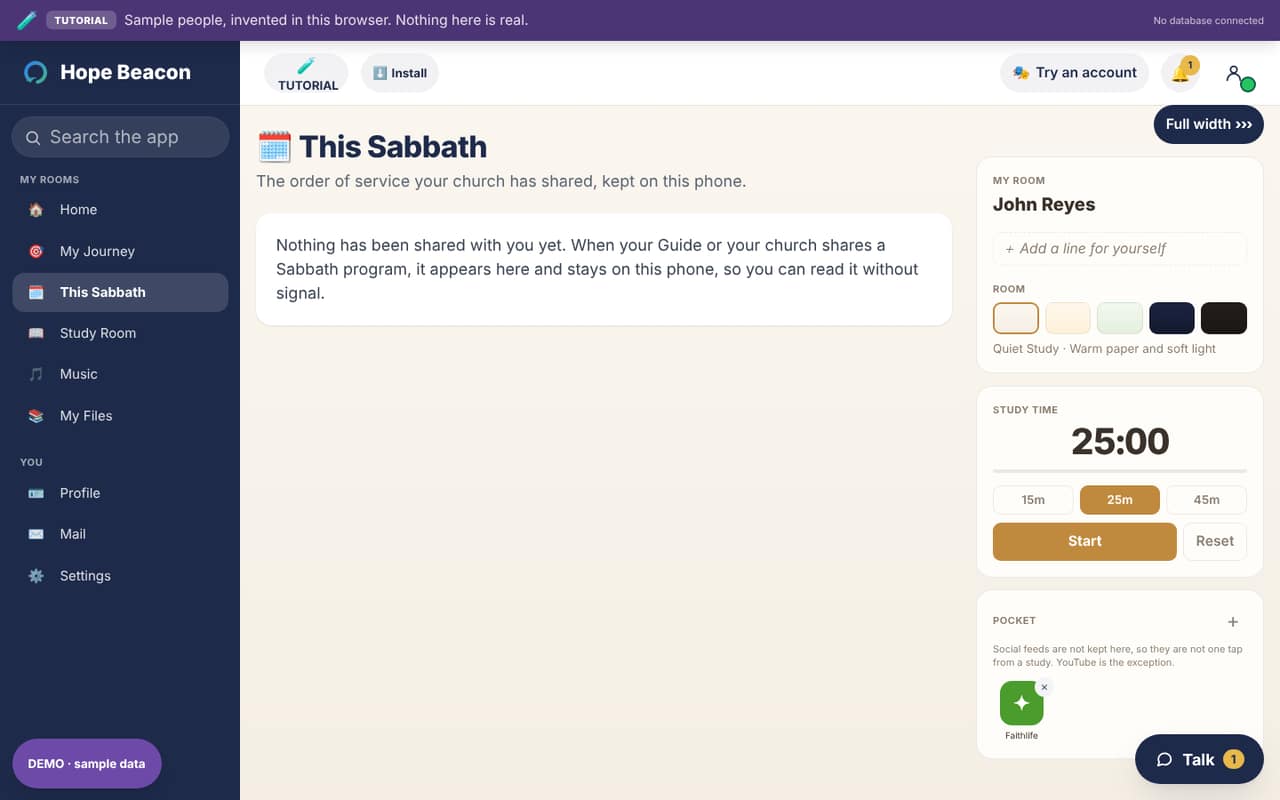 TUTORIAL Sample people, invented in this browser. Nothing here is real.
No database connected
Hope Beacon
Search the app
MY ROOMS
Home
My Journey
This Sabbath
Study Room
Music
My Files
YOU
Profile
Mail
Settings
DEMO · sample data
TUTORIAL
Install
Try an account
1
Full width ›››
This Sabbath
The order of service your church has shared, kept on this phone.
Nothing has been shared with you yet. When your Guide or your church shares a
Sabbath program, it appears here and stays on this phone, so you can read it without
signal.
MY ROOM
John Reyes
+ Add a line for yourself
ROOM
Quiet Study · Warm paper and soft light
STUDY TIME
25:00
15m 25m 45m
Start Reset
POCKET +
Social feeds are not kept here, so they are not one tap
from a study. YouTube is the exception.
×
Faithlife
Talk 1